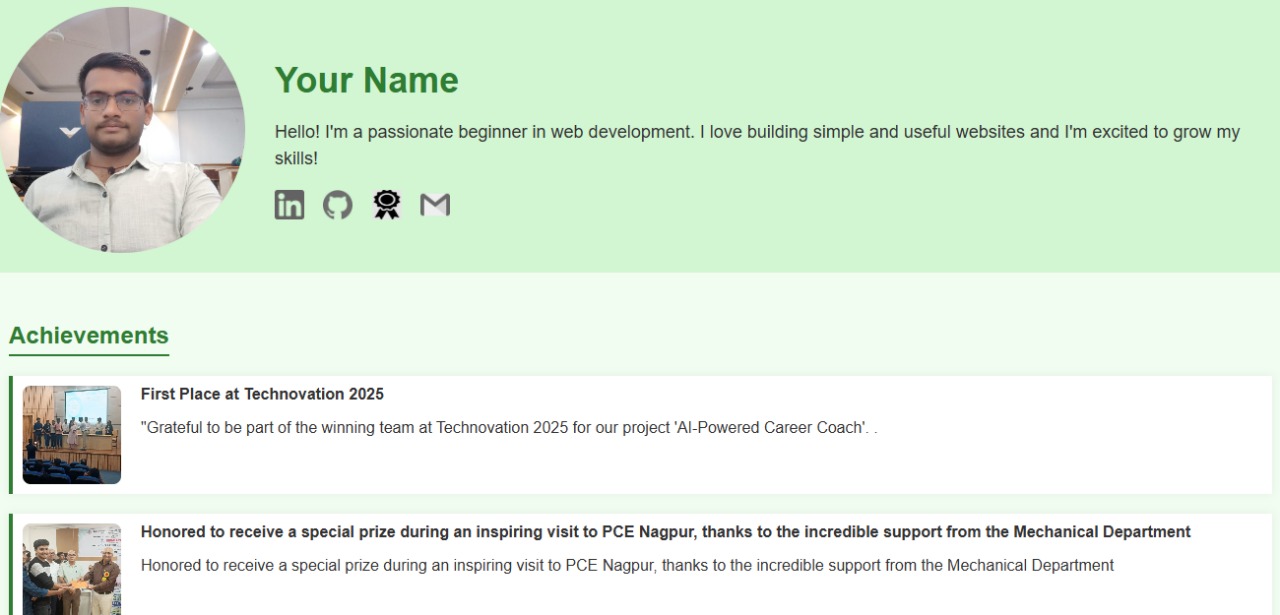 Your Name
Hello! I'm a passionate beginner in web development. I love building simple and useful websites and I'm excited to grow my
skills!
in
Achievements
First Place at Technovation 2025
"Grateful to be part of the winning team at Technovation 2025 for our project 'AI-Powered Career Coach'. .
Honored to receive a special prize during an inspiring visit to PCE Nagpur, thanks to the incredible support from the Mechanical Department
Honored to receive a special prize during an inspiring visit to PCE Nagpur, thanks to the incredible support from the Mechanical Department